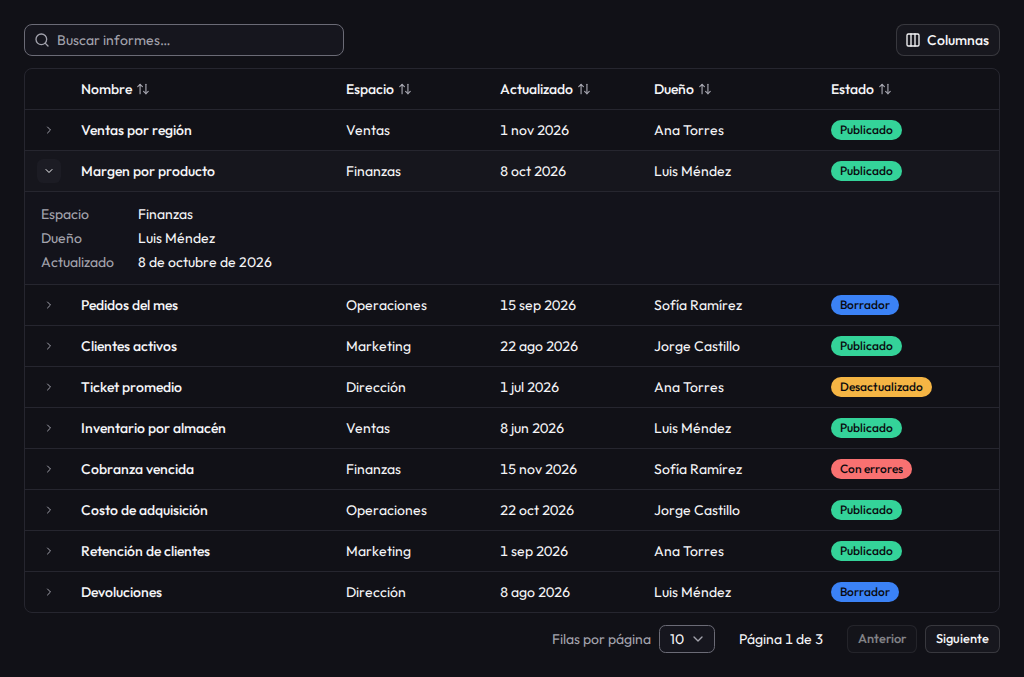 Buscar informes…
Columnas
Nombre Espacio Actualizado Dueño Estado
Ventas por región Ventas 1 nov 2026 Ana Torres Publicado
Margen por producto Finanzas 8 oct 2026 Luis Méndez Publicado
Espacio Finanzas
Dueño Luis Méndez
Actualizado 8 de octubre de 2026
Pedidos del mes Operaciones 15 sep 2026 Sofía Ramírez Borrador
Clientes activos Marketing 22 ago 2026 Jorge Castillo Publicado
Ticket promedio Dirección 1 jul 2026 Ana Torres Desactualizado
Inventario por almacén Ventas 8 jun 2026 Luis Méndez Publicado
Cobranza vencida Finanzas 15 nov 2026 Sofía Ramírez Con errores
Costo de adquisición Operaciones 22 oct 2026 Jorge Castillo Publicado
Retención de clientes Marketing 1 sep 2026 Ana Torres Publicado
Devoluciones Dirección 8 ago 2026 Luis Méndez Borrador
Filas por página 10 Página 1 de 3 Anterior Siguiente